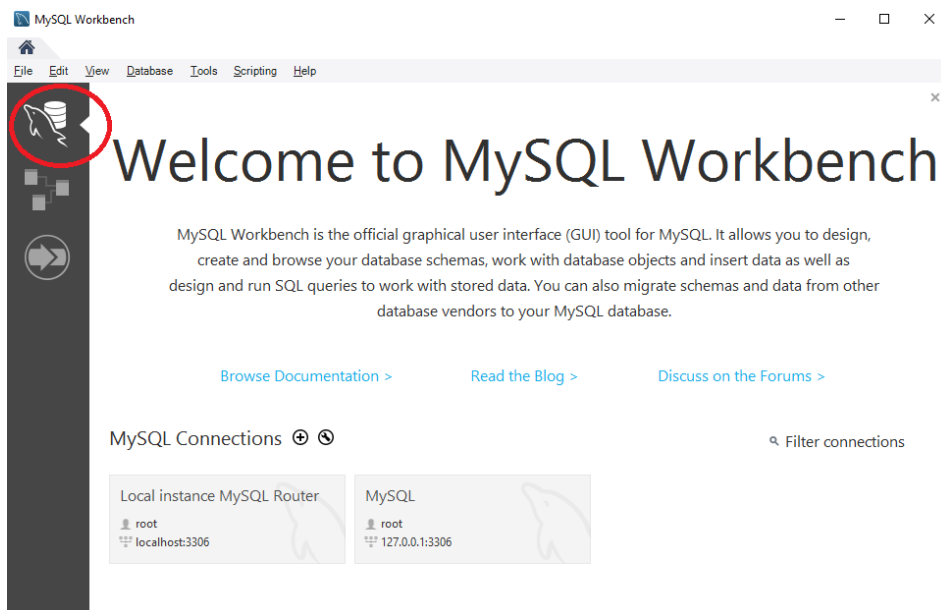 MySQL Workbench
File Edit View Database Tools Scripting Help
Welcome to MySQL Workbench
MySQL Workbench is the official graphical user interface (GUI) tool for MySQL. It allows you to design,
create and browse your database schemas, work with database objects and insert data as well as
design and run SQL queries to work with stored data. You can also migrate schemas and data from other
database vendors to your MySQL database.
Browse Documentation > Read the Blog > Discuss on the Forums >
MySQL Connections Filter connections
Local instance MySQL Router MySQL
root root
localhost:3306 127.0.0.1:3306